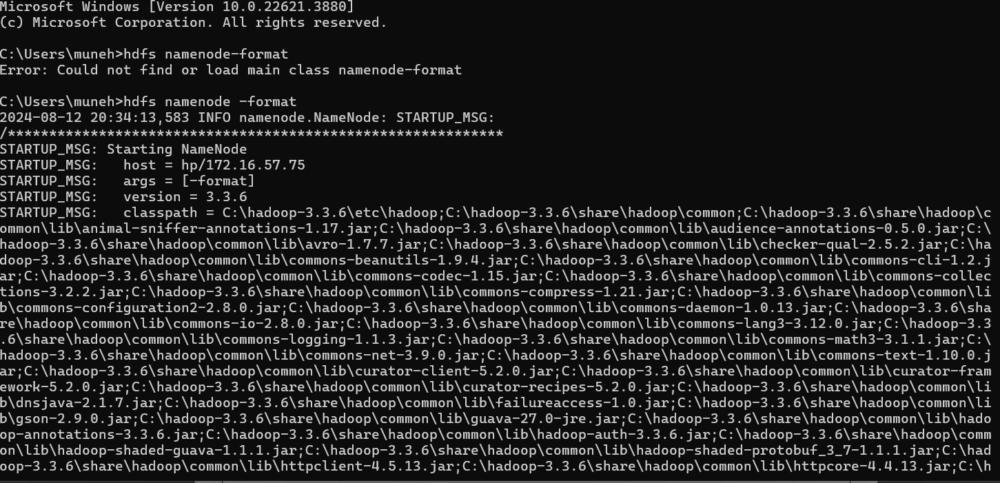 Microsoft Windows [Version 10.0.22621.3880]
(c) Microsoft Corporation. All rights reserved.
C:\Users\muneh>hdfs namenode-format
Error: Could not find or load main class namenode-format
C:\Users\muneh>hdfs namenode -format
2024-08-12 20:34:13,583 INFO namenode.NameNode: STARTUP_MSG:
/************************************************************
STARTUP_MSG: Starting NameNode
STARTUP_MSG:   host = hp/172.16.57.75
STARTUP_MSG:   args = [-format]
STARTUP_MSG:   version = 3.3.6
STARTUP_MSG:   classpath = C:\hadoop-3.3.6\etc\hadoop;C:\hadoop-3.3.6\share\hadoop\common;C:\hadoop-3.3.6\share\hadoop\c
ommon\lib\animal-sniffer-annotations-1.17.jar;C:\hadoop-3.3.6\share\hadoop\common\lib\audience-annotations-0.5.0.jar;C:\
hadoop-3.3.6\share\hadoop\common\lib\avro-1.7.7.jar;C:\hadoop-3.3.6\share\hadoop\common\lib\checker-qual-2.5.2.jar;C:\ha
doop-3.3.6\share\hadoop\common\lib\commons-beanutils-1.9.4.jar;C:\hadoop-3.3.6\share\hadoop\common\lib\commons-cli-1.2.j
ar;C:\hadoop-3.3.6\share\hadoop\common\lib\commons-codec-1.15.jar;C:\hadoop-3.3.6\share\hadoop\common\lib\commons-collec
tions-3.2.2.jar;C:\hadoop-3.3.6\share\hadoop\common\lib\commons-compress-1.21.jar;C:\hadoop-3.3.6\share\hadoop\common\li
b\commons-configuration2-2.8.0.jar;C:\hadoop-3.3.6\share\hadoop\common\lib\commons-daemon-1.0.13.jar;C:\hadoop-3.3.6\sha
re\hadoop\common\lib\commons-io-2.8.0.jar;C:\hadoop-3.3.6\share\hadoop\common\lib\commons-lang3-3.12.0.jar;C:\hadoop-3.3
.6\share\hadoop\common\lib\commons-logging-1.1.3.jar;C:\hadoop-3.3.6\share\hadoop\common\lib\commons-math3-3.1.1.jar;C:\
hadoop-3.3.6\share\hadoop\common\lib\commons-net-3.9.0.jar;C:\hadoop-3.3.6\share\hadoop\common\lib\commons-text-1.10.0.j
ar;C:\hadoop-3.3.6\share\hadoop\common\lib\curator-client-5.2.0.jar;C:\hadoop-3.3.6\share\hadoop\common\lib\curator-fram
ework-5.2.0.jar;C:\hadoop-3.3.6\share\hadoop\common\lib\curator-recipes-5.2.0.jar;C:\hadoop-3.3.6\share\hadoop\common\li
b\dnsjava-2.1.7.jar;C:\hadoop-3.3.6\share\hadoop\common\lib\failureaccess-1.0.jar;C:\hadoop-3.3.6\share\hadoop\common\li
b\gson-2.9.0.jar;C:\hadoop-3.3.6\share\hadoop\common\lib\guava-27.0-jre.jar;C:\hadoop-3.3.6\share\hadoop\common\lib\hado
op-annotations-3.3.6.jar;C:\hadoop-3.3.6\share\hadoop\common\lib\hadoop-auth-3.3.6.jar;C:\hadoop-3.3.6\share\hadoop\comm
on\lib\hadoop-shaded-guava-1.1.1.jar;C:\hadoop-3.3.6\share\hadoop\common\lib\hadoop-shaded-protobuf_3_7-1.1.1.jar;C:\had
oop-3.3.6\share\hadoop\common\lib\httpclient-4.5.13.jar;C:\hadoop-3.3.6\share\hadoop\common\lib\httpcore-4.4.13.jar;C:\h